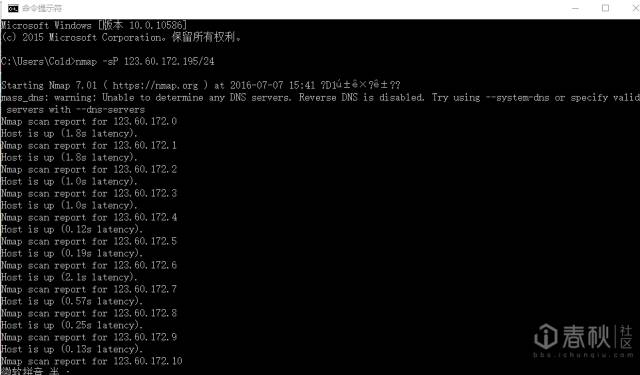 命令提示符
Microsoft Windows [版本 10.0.10586]
(c) 2015 Microsoft Corporation。保留所有权利。
C:\Users\Cold>nmap -sP 123.60.172.195/24
Starting Nmap 7.01 ( https://nmap.org ) at 2016-07-07 15:41 ?D1ú±ê×?ê±??
mass_dns: warning: Unable to determine any DNS servers. Reverse DNS is disabled. Try using --system-dns or specify valid
servers with --dns-servers
Nmap scan report for 123.60.172.0
Host is up (1.8s latency).
Nmap scan report for 123.60.172.1
Host is up (1.8s latency).
Nmap scan report for 123.60.172.2
Host is up (1.0s latency).
Nmap scan report for 123.60.172.3
Host is up (1.0s latency).
Nmap scan report for 123.60.172.4
Host is up (0.12s latency).
Nmap scan report for 123.60.172.5
Host is up (0.19s latency).
Nmap scan report for 123.60.172.6
Host is up (2.1s latency).
Nmap scan report for 123.60.172.7
Host is up (0.57s latency).
Nmap scan report for 123.60.172.8
Host is up (0.25s latency).
Nmap scan report for 123.60.172.9
Host is up (0.13s latency).
Nmap scan report for 123.60.172.10
微软拼音 半 ·
i春秋社区
bbs.ichunqiu.com